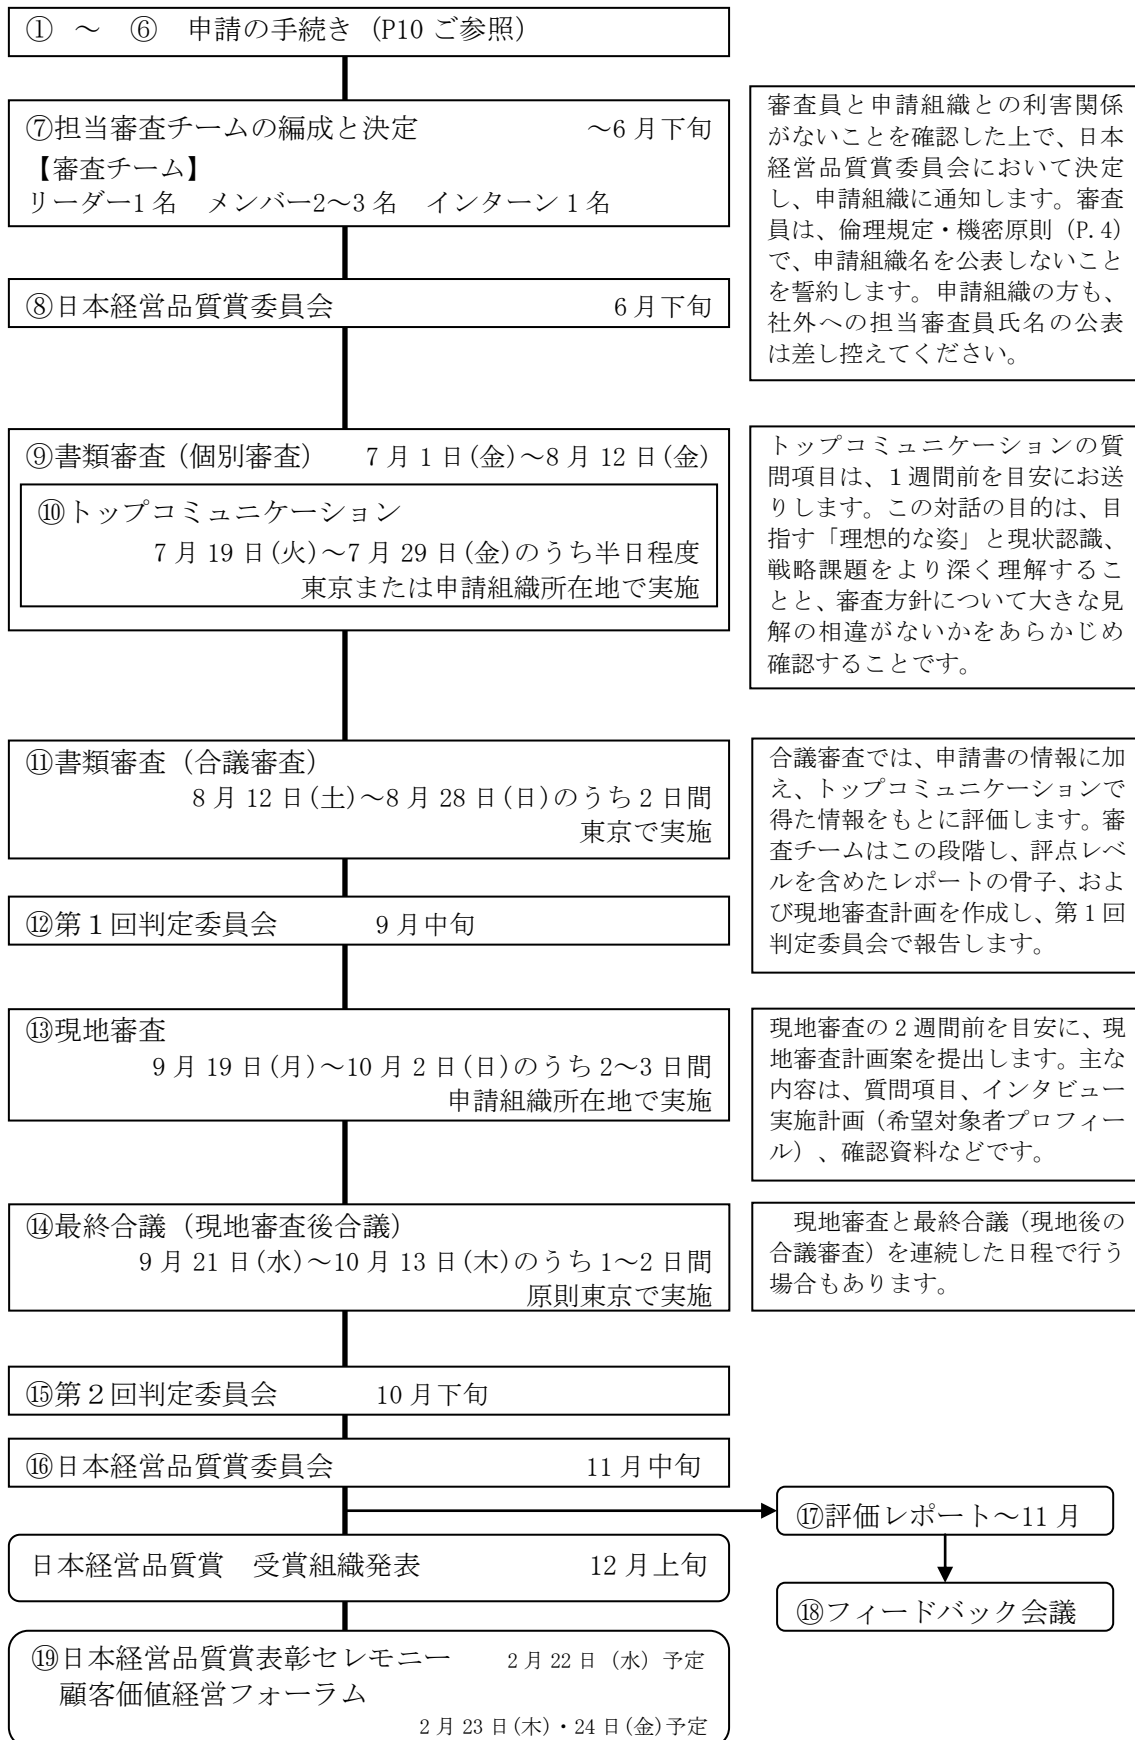 ① ～ ⑥ 申請の手続き (P10 ご参照)
⑦担当審査チームの編成と決定 ～6 月下旬
【審査チーム】
リーダー1 名 メンバー2～3 名 インターン 1 名
審査員と申請組織との利害関係
がないことを確認した上で、日本
経営品質賞委員会において決定
し、申請組織に通知します。審査
員は、倫理規定・機密原則（P.4）
で、申請組織名を公表しないこと
を誓約します。申請組織の方も、
社外への担当審査員氏名の公表
は差し控えてください。
⑧日本経営品質賞委員会 6 月下旬
⑨書類審査（個別審査） 7 月 1 日(金)～8 月 12 日(金)
⑩トップコミュニケーション
7 月 19 日(火)～7 月 29 日(金)のうち半日程度
東京または申請組織所在地で実施
トップコミュニケーションの質
問項目は、1 週間前を目安にお送
りします。この対話の目的は、目
指す「理想的な姿」と現状認識、
戦略課題をより深く理解するこ
とと、審査方針について大きな見
解の相違がないかをあらかじめ
確認することです。
⑪書類審査（合議審査）
8 月 12 日(土)～8 月 28 日(日)のうち 2 日間
東京で実施
合議審査では、申請書の情報に加
え、トップコミュニケーションで
得た情報をもとに評価します。審
査チームはこの段階し、評点レベ
ルを含めたレポートの骨子、およ
び現地審査計画を作成し、第 1 回
判定委員会で報告します。
⑫第１回判定委員会 9 月中旬
⑬現地審査
9 月 19 日(月)～10 月 2 日(日)のうち 2～3 日間
申請組織所在地で実施
現地審査の 2 週間前を目安に、現
地審査計画案を提出します。主な
内容は、質問項目、インタビュー
実施計画（希望対象者プロフィー
ル）、確認資料などです。
⑭最終合議（現地審査後合議）
9 月 21 日(水)～10 月 13 日(木)のうち 1～2 日間
原則東京で実施
現地審査と最終合議（現地後の
合議審査）を連続した日程で行う
場合もあります。
⑮第２回判定委員会 10 月下旬
⑯日本経営品質賞委員会 11 月中旬
⑰評価レポート～11 月
日本経営品質賞 受賞組織発表 12 月上旬
⑱フィードバック会議
⑲日本経営品質賞表彰セレモニー 2 月 22 日（水）予定
顧客価値経営フォーラム
2 月 23 日(木)・24 日(金)予定